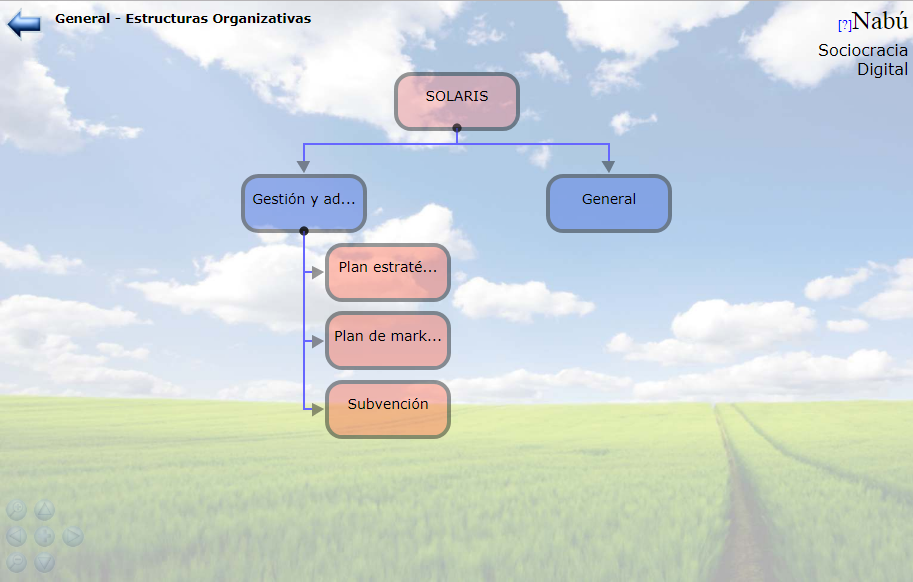 General - Estructuras Organizativas
[?]Nabú
Sociocracia
Digital
SOLARIS
Gestión y ad...
General
Plan estraté...
Plan de mark...
Subvención